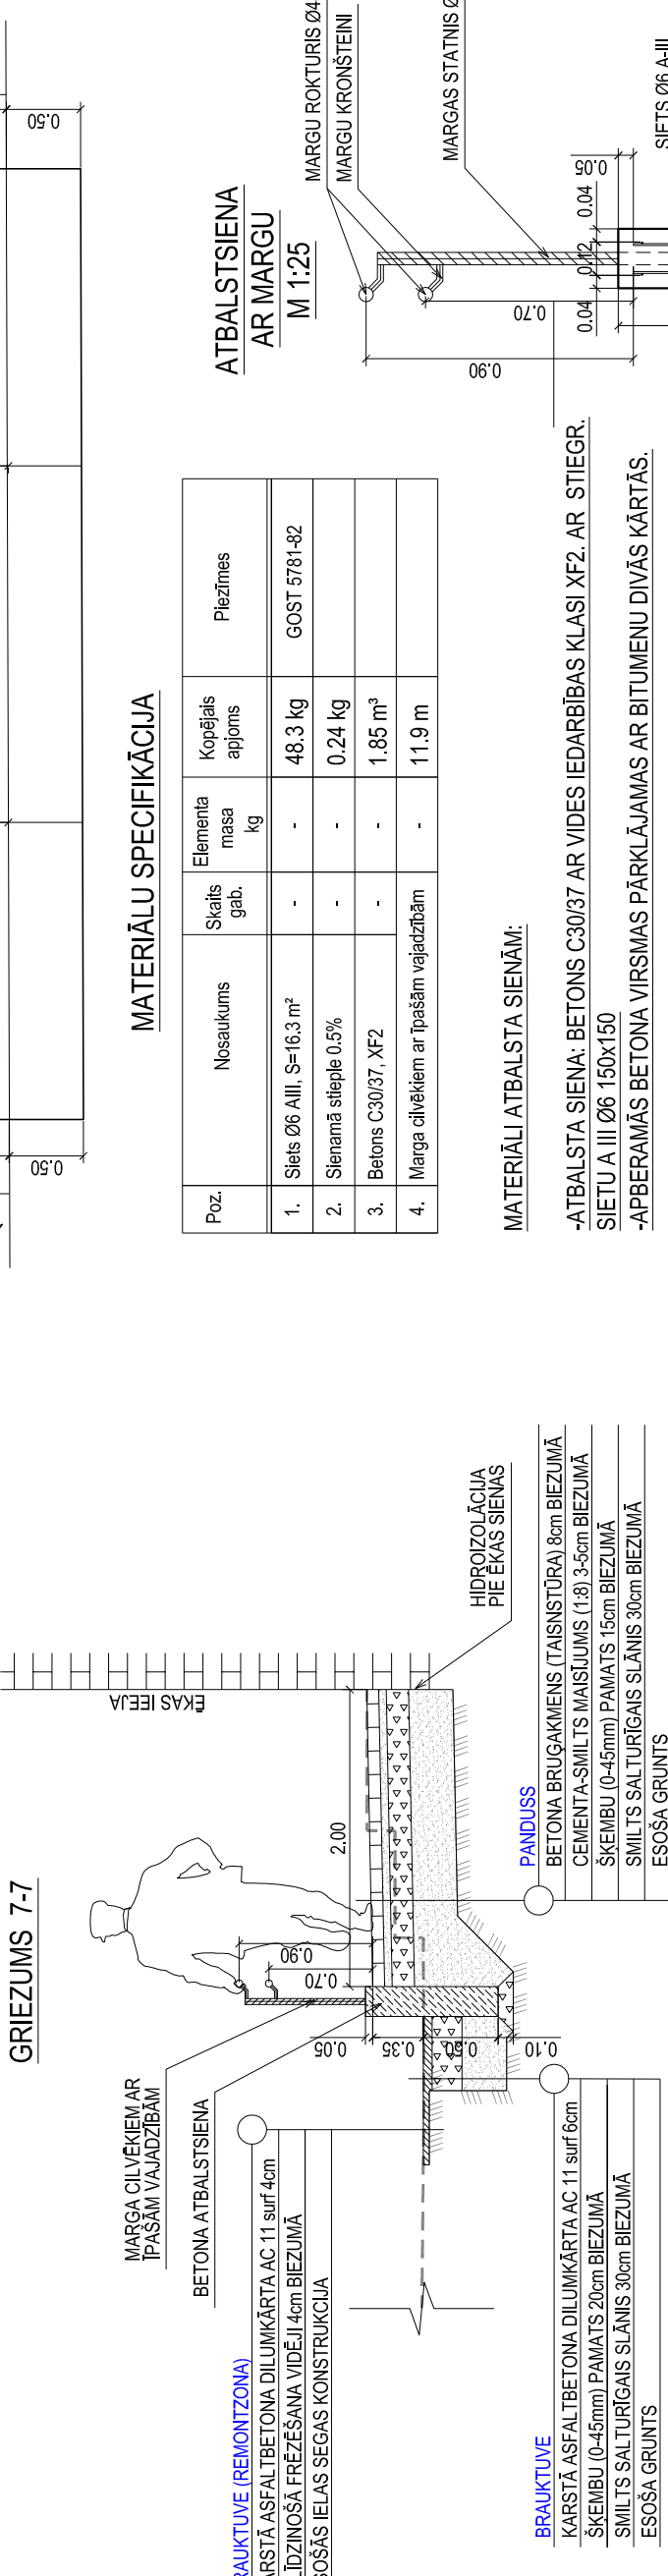 GRIEZUMS 7-7
MARGA CILVĒKIEM AR
ĪPAŠĀM VAJADZĪBĀM
BETONA ATBALSTSIENA
ĒKAS IEEJA
2.00
0.90
0.70
0.05
0.35
0.10
HIDROIZOLĀCIJA
PIE ĒKAS SIENAS
RAUKTUVE (REMONTZONA)
ARSTĀ ASFALTBETONA DILUMKĀRTA AC 11 surf 4cm
LĪDZINOŠĀ FRĒZĒŠANA VIDĒJI 4cm BIEZUMĀ
SOŠĀS IELAS SEGAS KONSTRUKCIJA
BRAUKTUVE
KARSTĀ ASFALTBETONA DILUMKĀRTA AC 11 surf 6cm
ŠĶEMBU (0-45mm) PAMATS 20cm BIEZUMĀ
SMILTS SALTURĪGAIS SLĀNIS 30cm BIEZUMĀ
ESOŠA GRUNTS
PANDUSS
BETONA BRUĢAKMENS (TAISNSTŪRA) 8cm BIEZUMĀ
CEMENTA-SMILTS MAISĪJUMS (1:8) 3-5cm BIEZUMĀ
ŠĶEMBU (0-45mm) PAMATS 15cm BIEZUMĀ
SMILTS SALTURĪGAIS SLĀNIS 30cm BIEZUMĀ
ESOŠA GRUNTS
0.50
0.50
MATERIĀLU SPECIFIKĀCIJA
Poz. Nosaukums Skaits gab. Elementa masa kg Kopējais apjoms Piezīmes
1. Siets Ø6 AIII, S=16.3 m² - - 48.3 kg GOST 5781-82
2. Sienamā stieple 0.5% - - 0.24 kg
3. Betons C30/37, XF2 - - 1.85 m³
4. Marga cilvēkiem ar īpašām vajadzībām - 11.9 m
MATERIĀLI ATBALSTA SIENĀM:
-ATBALSTA SIENA: BETONS C30/37 AR VIDES IEDARBĪBAS KLASI XF2. AR STIEGR.
SIETU A III Ø6 150x150
-APBERAMĀS BETONA VIRSMAS PĀRKLĀJAMAS AR BITUMENU DIVĀS KĀRTĀS.
ATBALSTSIENA
AR MARGU
M 1:25
MARGU ROKTURIS Ø4
MARGU KRONŠTEINI
MARGAS STATNIS Ø
0.90
0.70
0.04
0.12
0.04
0.05
SIETS Ø6 A-III